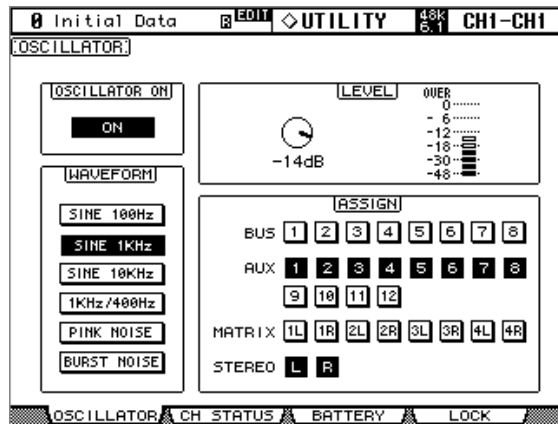 0 Initial Data R EDIT ◇UTILITY 48k 6.1 CH1-CH1
OSCILLATOR
OSCILLATOR ON
ON
LEVEL
-14dB
OVER
0
- 6
-12
-18
-30
-48
WAVEFORM
SINE 100Hz
SINE 1KHz
SINE 10KHz
1KHz/400Hz
PINK NOISE
BURST NOISE
ASSIGN
BUS 1 2 3 4 5 6 7 8
AUX 1 2 3 4 5 6 7 8
9 10 11 12
MATRIX 1L 1R 2L 2R 3L 3R 4L 4R
STEREO L R
OSCILLATOR CH STATUS BATTERY LOCK